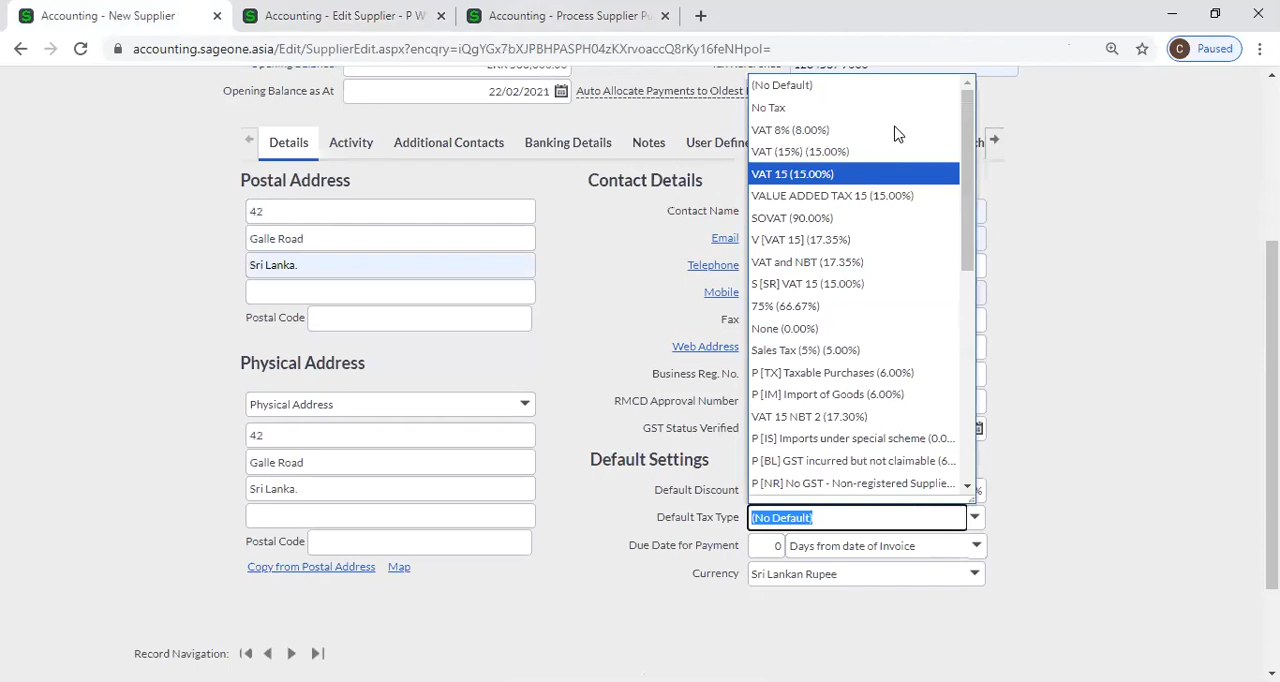 Accounting - New Supplier
Accounting - Edit Supplier - P W
Accounting - Process Supplier P
accounting.sageone.asia/Edit/SupplierEdit.aspx?encqry=iQgYGx7bXJPBHPASPH04zKXrvoaccQ8rKy16feNHpoI=
C Paused
Opening Balance as At
22/02/2021
Auto Allocate Payments to Oldest
Details
Activity
Additional Contacts
Banking Details
Notes
User Define
Postal Address
42
Galle Road
Sri Lanka.
Postal Code
Physical Address
Physical Address
42
Galle Road
Sri Lanka.
Postal Code
Copy from Postal Address
Map
Contact Details
Contact Name
Email
Telephone
Mobile
Fax
Web Address
Business Reg. No.
RMCD Approval Number
GST Status Verified
Default Settings
Default Discount
%
Default Tax Type
(No Default)
Due Date for Payment
0
Days from date of Invoice
Currency
Sri Lankan Rupee
(No Default)
No Tax
VAT 8% (8.00%)
VAT (15%) (15.00%)
VAT 15 (15.00%)
VALUE ADDED TAX 15 (15.00%)
SOVAT (90.00%)
V [VAT 15] (17.35%)
VAT and NBT (17.35%)
S [SR] VAT 15 (15.00%)
75% (66.67%)
None (0.00%)
Sales Tax (5%) (5.00%)
P [TX] Taxable Purchases (6.00%)
P [IM] Import of Goods (6.00%)
VAT 15 NBT 2 (17.30%)
P [IS] Imports under special scheme (0.0...
P [BL] GST incurred but not claimable (6...
P [NR] No GST - Non-registered Supplie...
Record Navigation: